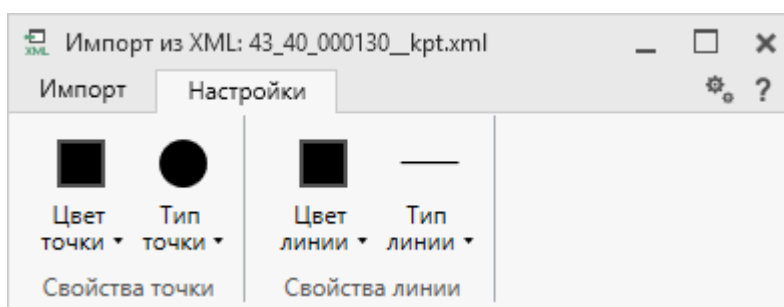 XML Импорт из XML: 43_40_000130__kpt.xml
Импорт Настройки ?
Цвет точки Тип точки Цвет линии Тип линии
Свойства точки Свойства линии